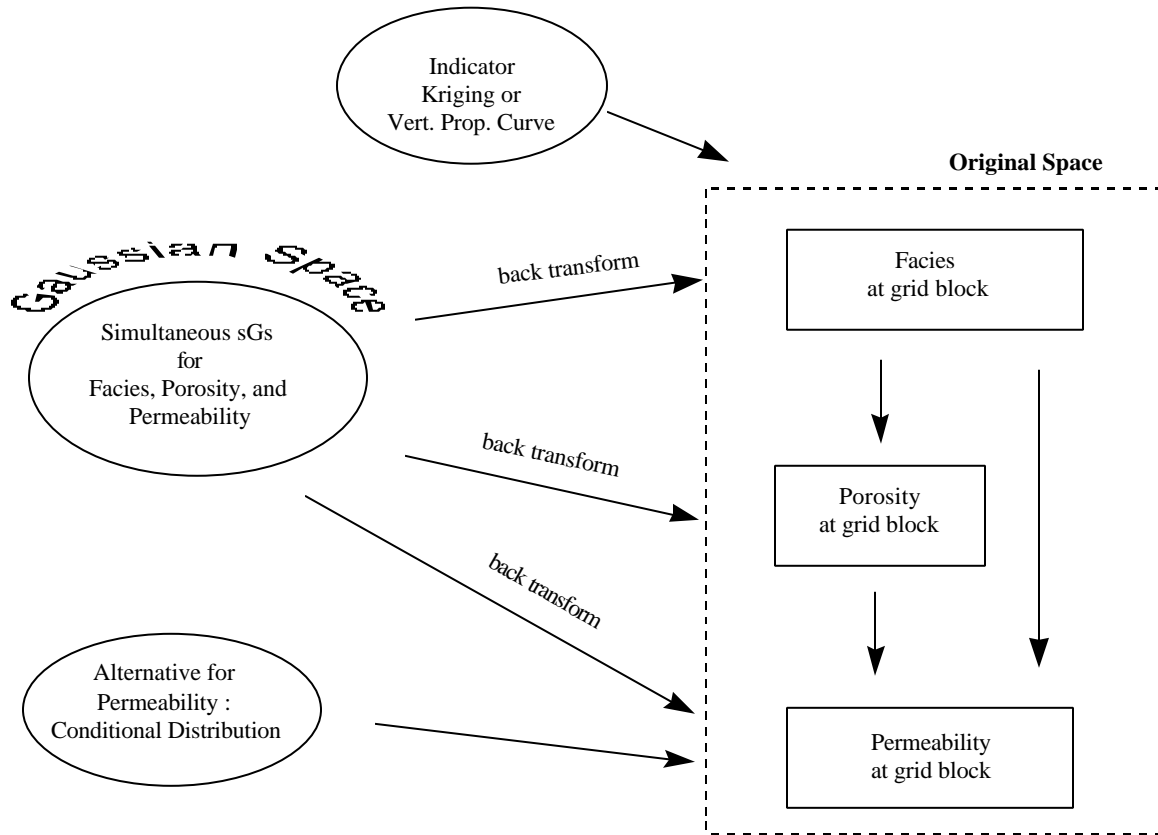 Indicator
Kriging or
Vert. Prop. Curve
Original Space
Gaussian Space
Simultaneous sGs
for
Facies, Porosity, and
Permeability
back transform
back transform
back transform
Facies
at grid block
Porosity
at grid block
Alternative for
Permeability :
Conditional Distribution
Permeability
at grid block